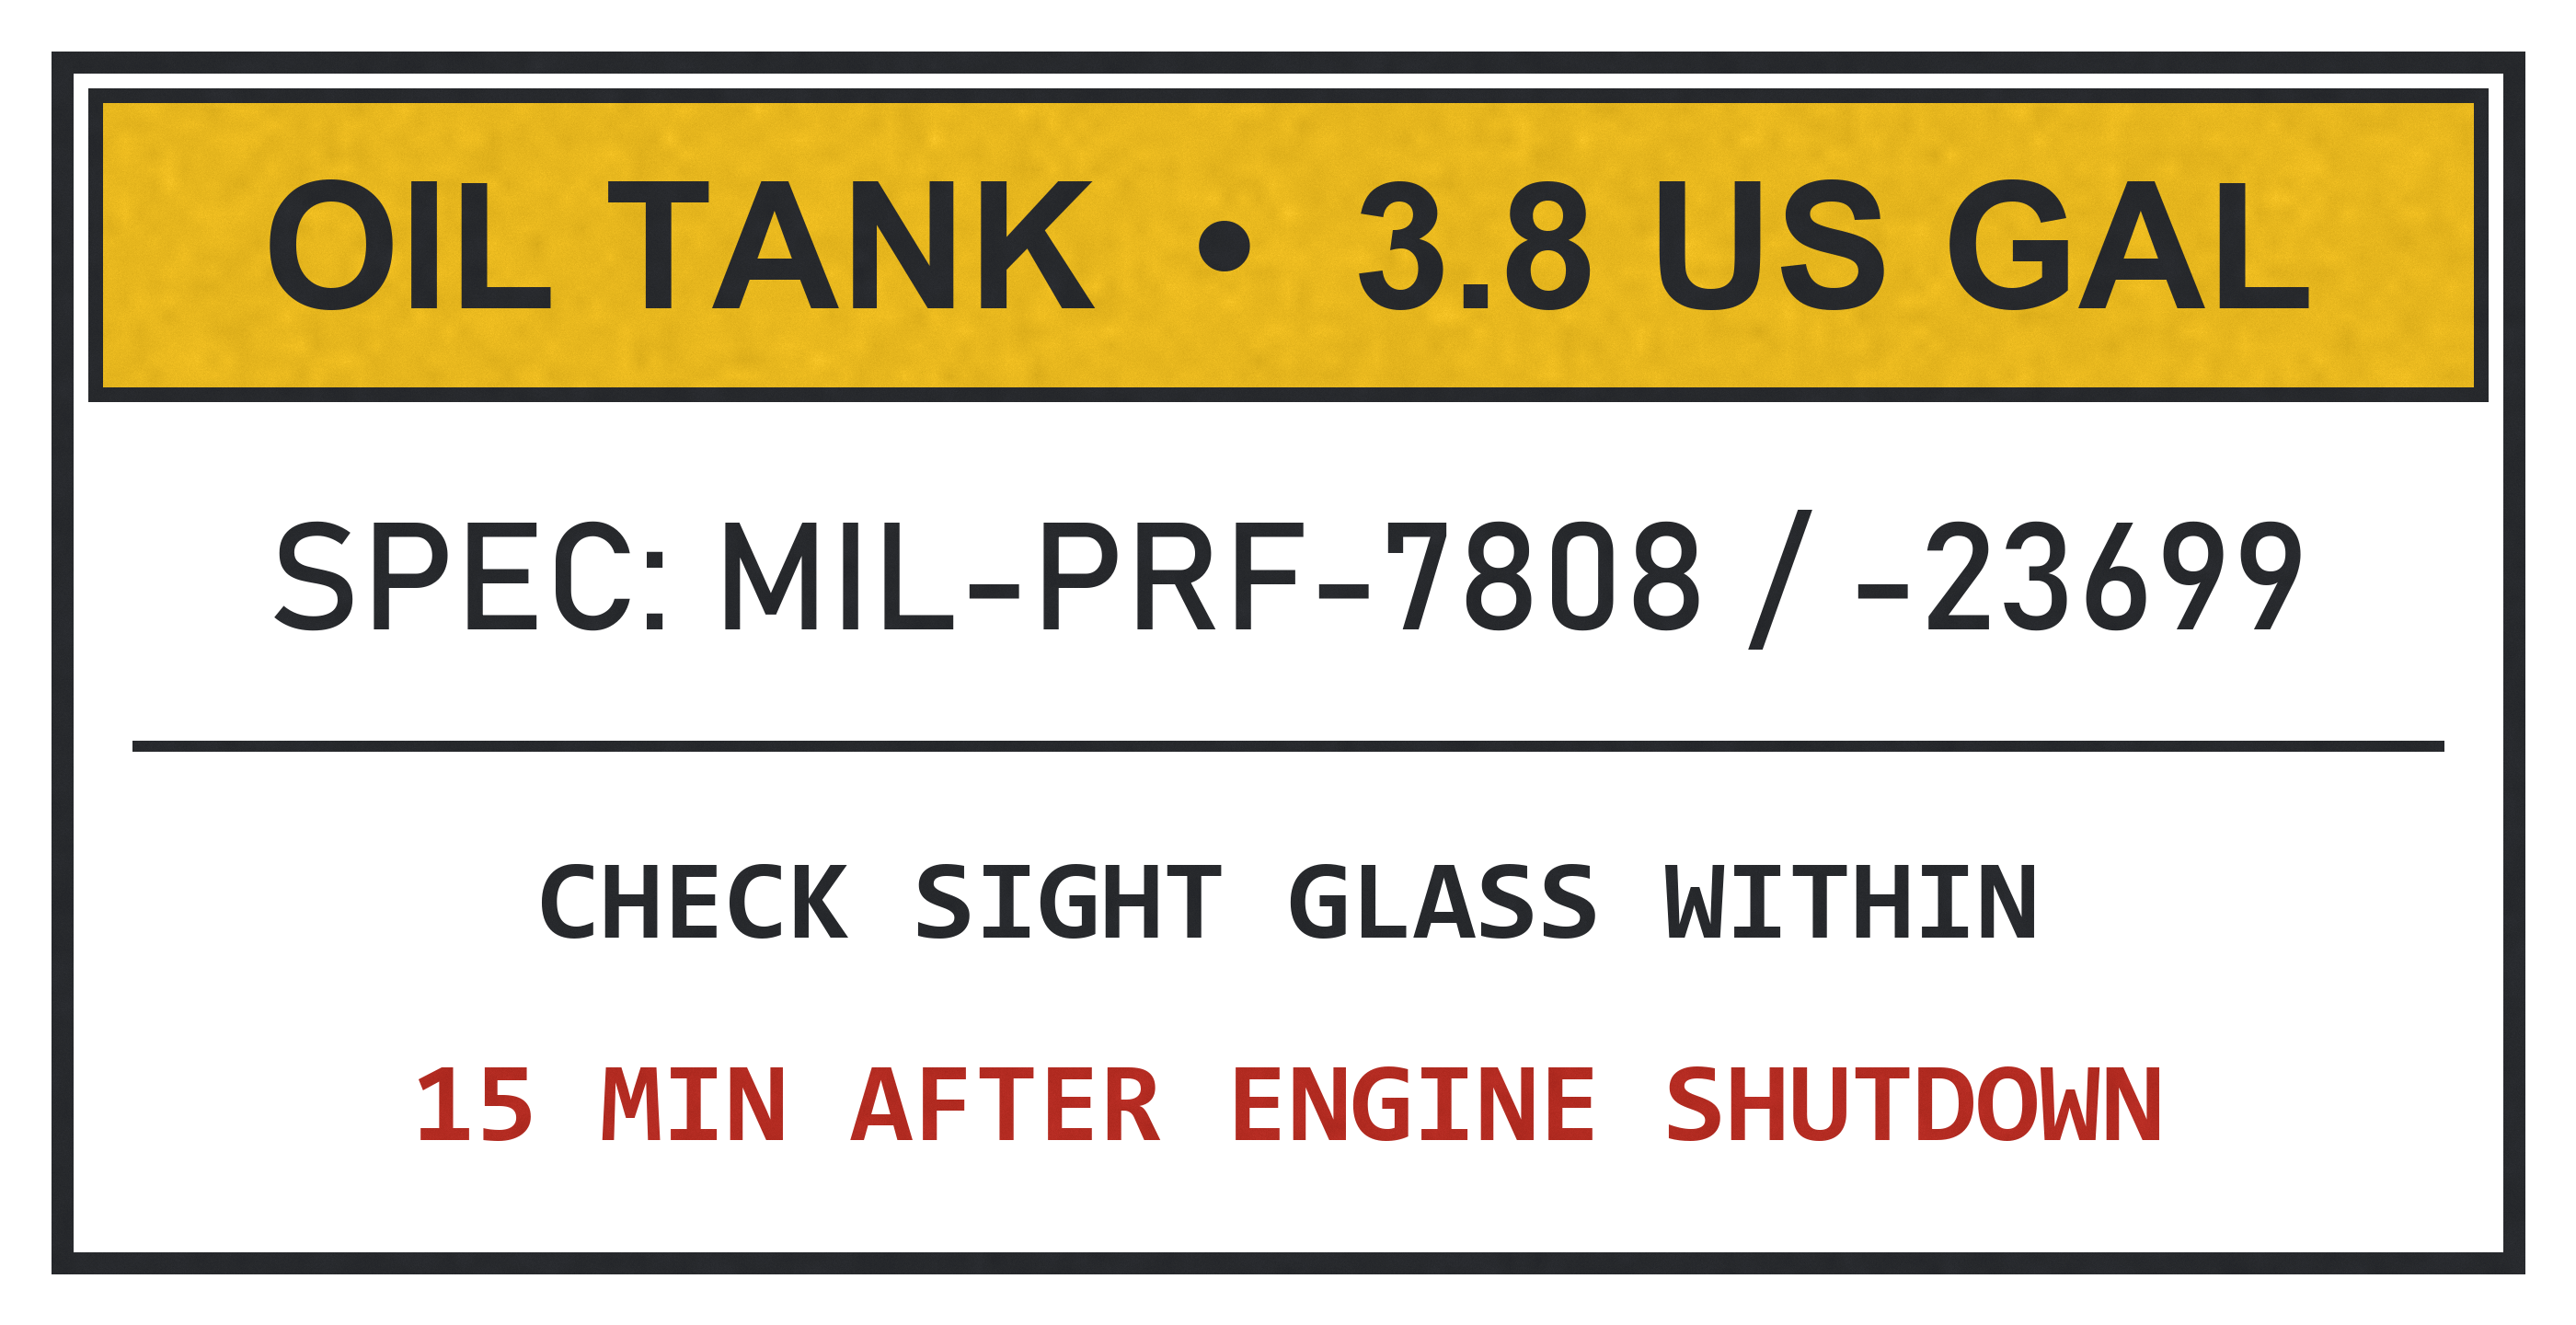 OIL TANK • 3.8 US GAL
SPEC: MIL-PRF-7808 / -23699
CHECK SIGHT GLASS WITHIN
15 MIN AFTER ENGINE SHUTDOWN